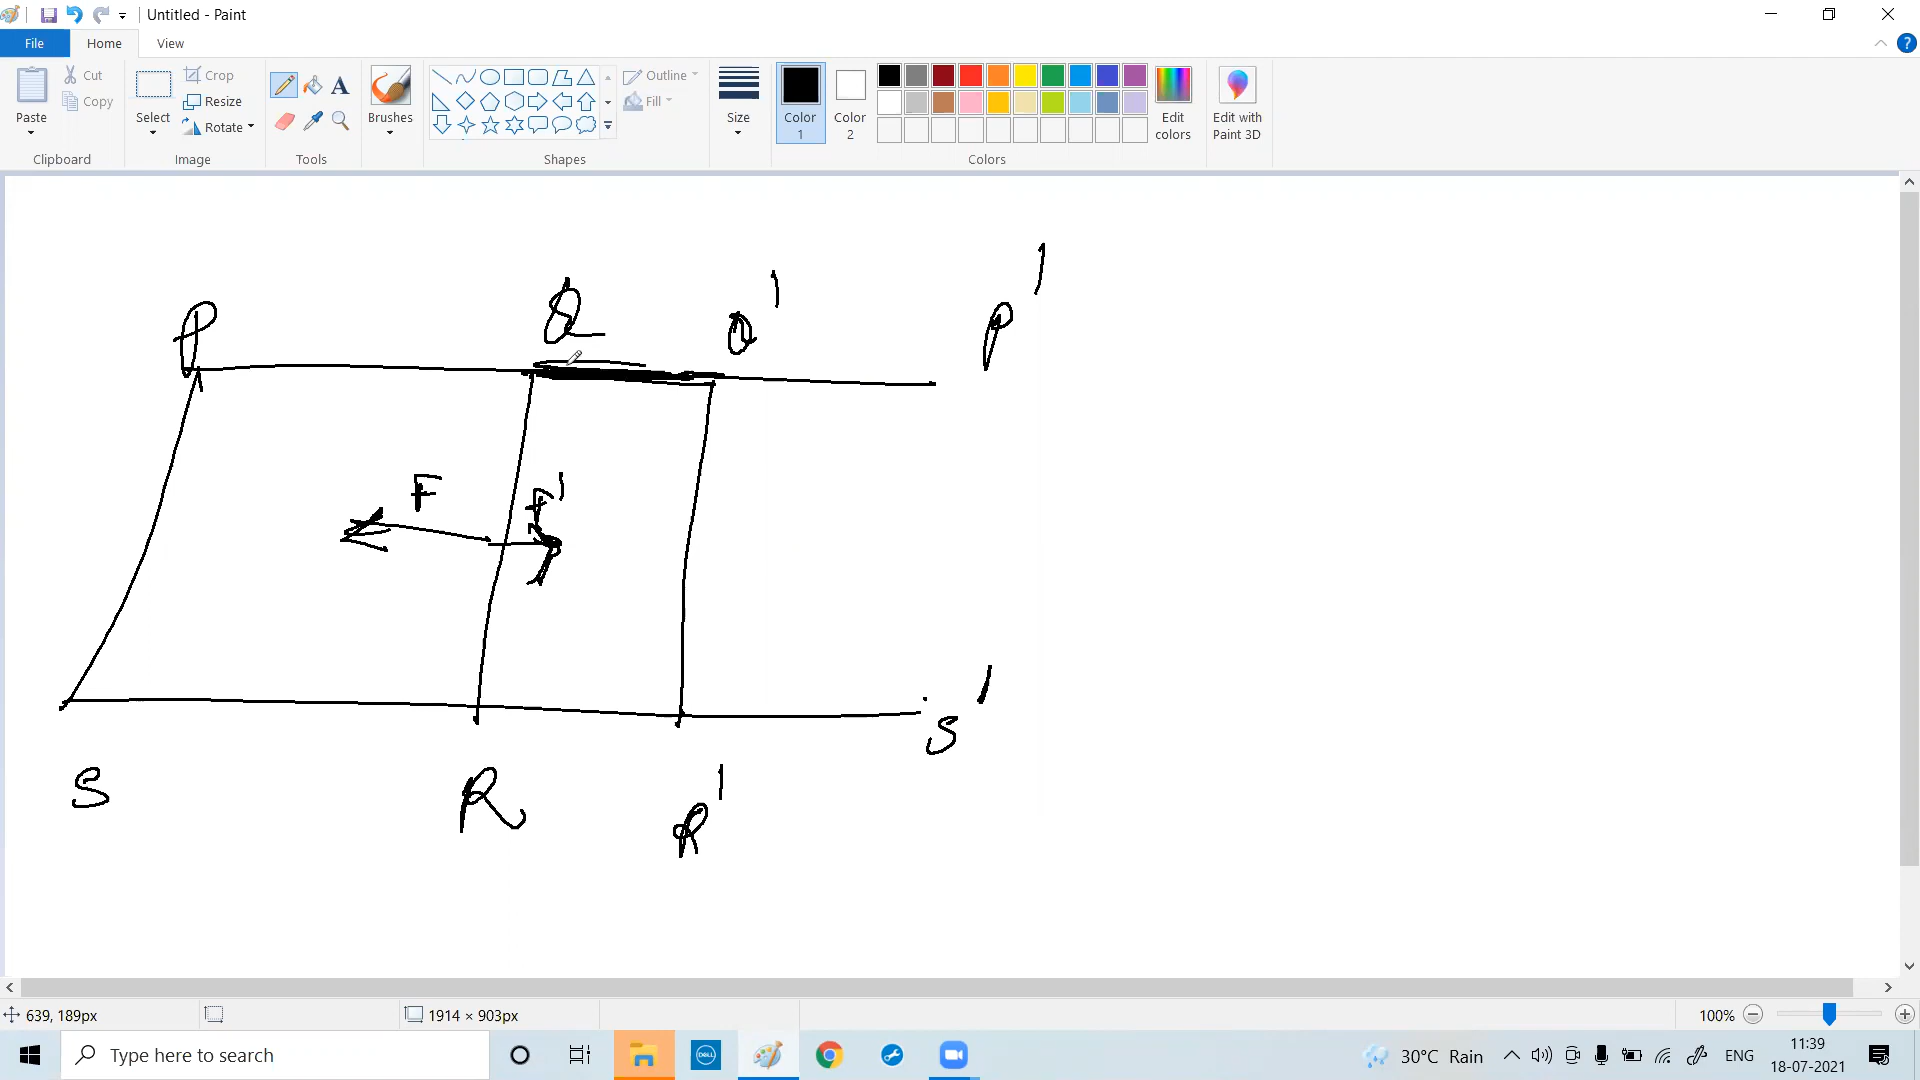 Untitled - Paint
File Home View
Paste Cut Copy Clipboard
Select Crop Resize Rotate Image
Tools
Brushes
Outline Fill Shapes
Size
Color 1 Color 2
Edit colors Colors
Edit with Paint 3D
P Q Q' P'
F F'
S R R' S'
639, 189px 1914 × 903px 100%
Type here to search DELL 30°C Rain ENG 11:39
18-07-2021